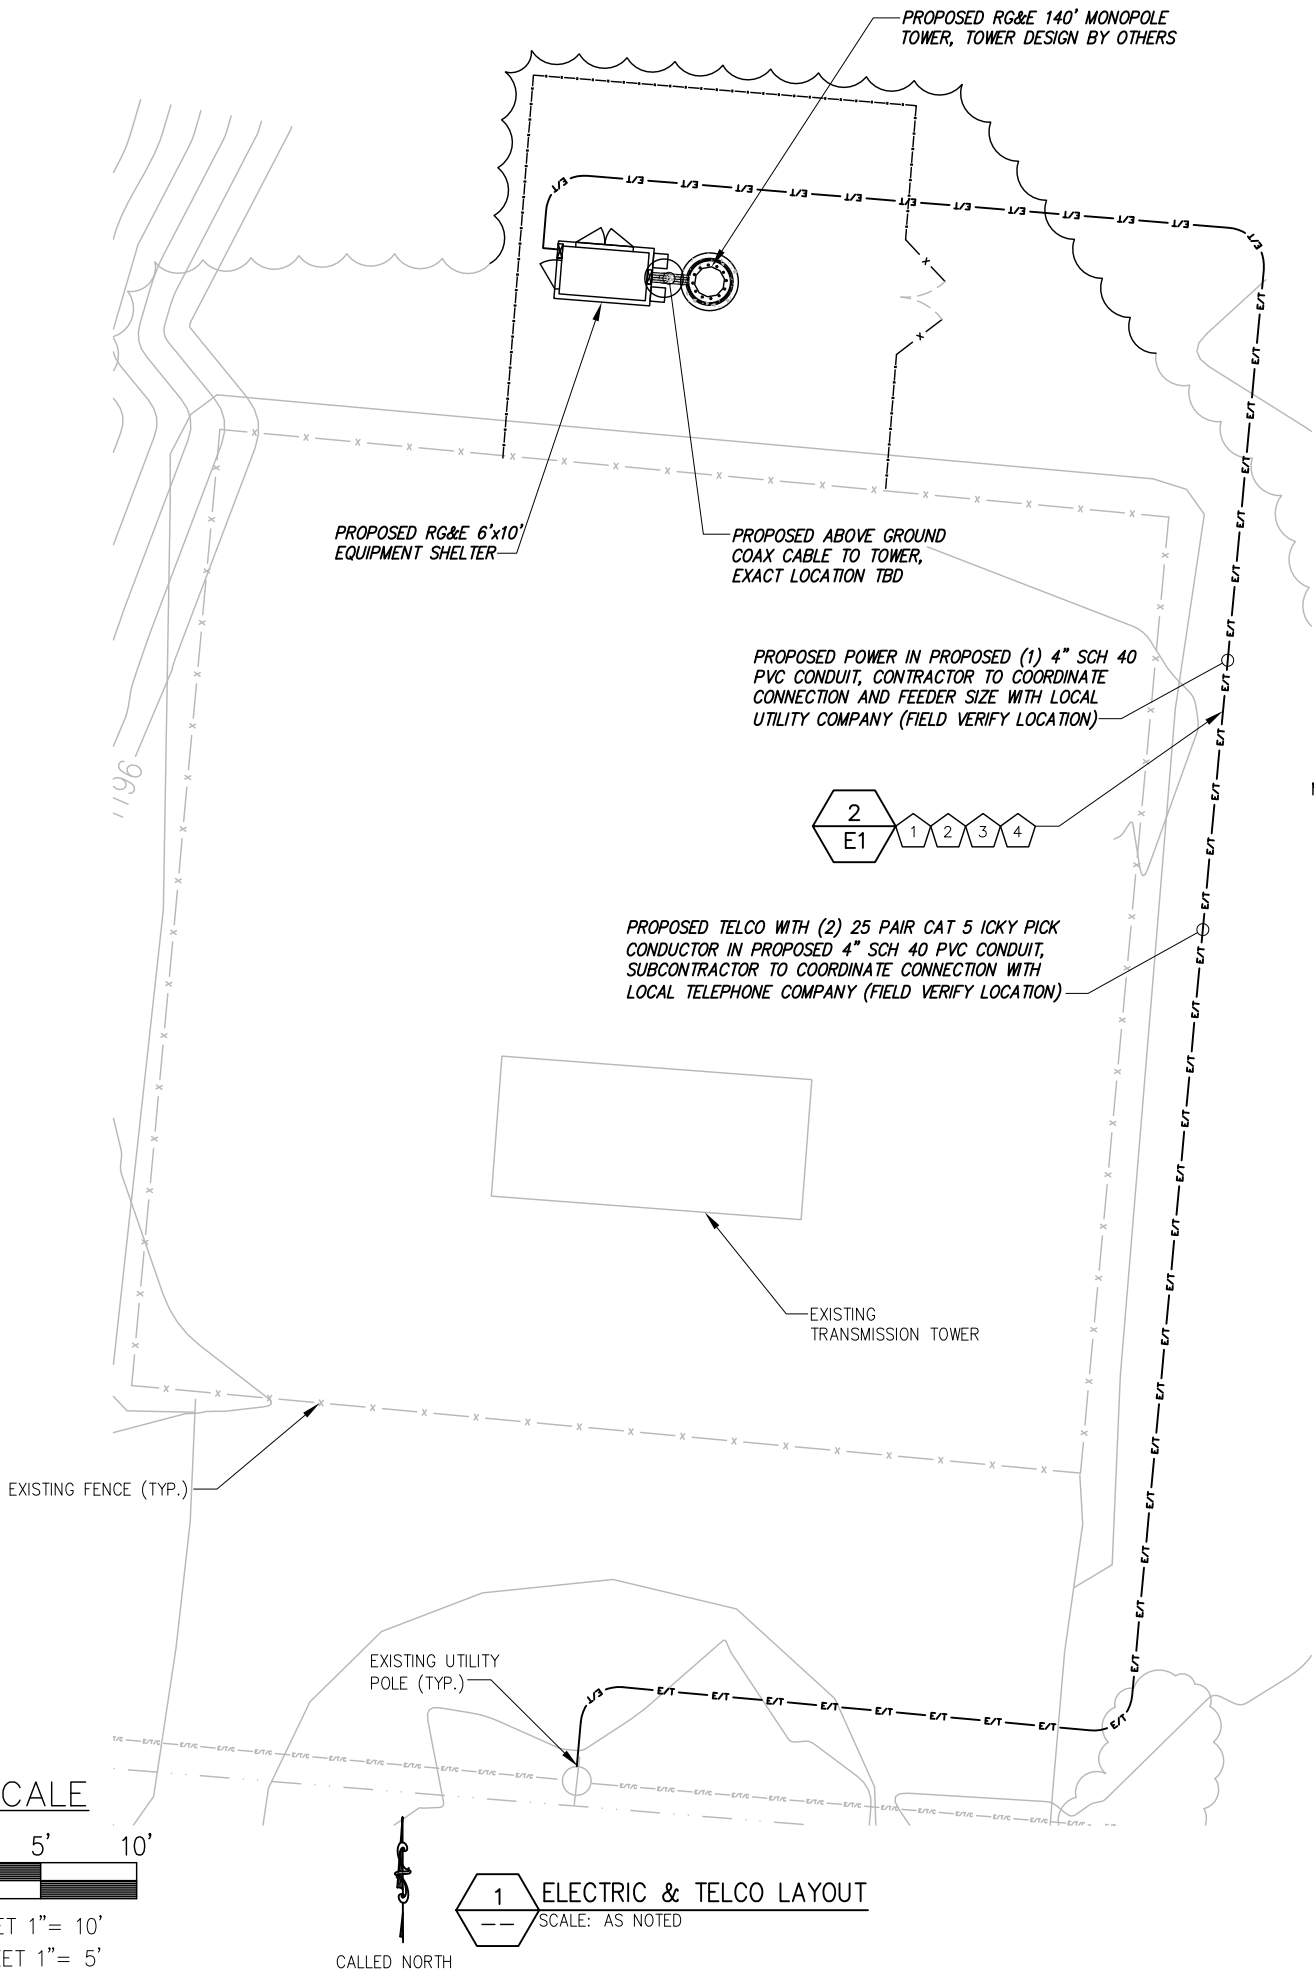 PROPOSED RG&E 140' MONOPOLE
TOWER, TOWER DESIGN BY OTHERS
PROPOSED RG&E 6'x10'
EQUIPMENT SHELTER
PROPOSED ABOVE GROUND
COAX CABLE TO TOWER,
EXACT LOCATION TBD
PROPOSED POWER IN PROPOSED (1) 4" SCH 40
PVC CONDUIT, CONTRACTOR TO COORDINATE
CONNECTION AND FEEDER SIZE WITH LOCAL
UTILITY COMPANY (FIELD VERIFY LOCATION)
1196
2
E1
1 2 3 4
PROPOSED TELCO WITH (2) 25 PAIR CAT 5 ICKY PICK
CONDUCTOR IN PROPOSED 4" SCH 40 PVC CONDUIT,
SUBCONTRACTOR TO COORDINATE CONNECTION WITH
LOCAL TELEPHONE COMPANY (FIELD VERIFY LOCATION)
EXISTING
TRANSMISSION TOWER
EXISTING FENCE (TYP.)
EXISTING UTILITY
POLE (TYP.)
E/T
E/T/C
CALE
5' 10'
ET 1"= 10'
EET 1"= 5'
CALLED NORTH
1
--
ELECTRIC & TELCO LAYOUT
SCALE: AS NOTED